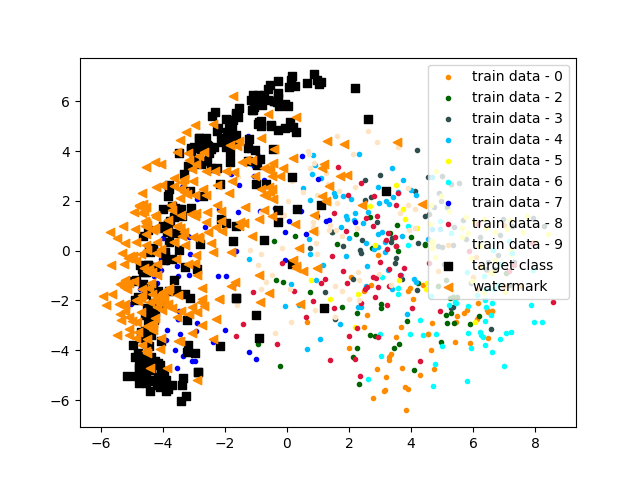 train data - 0
train data - 2
train data - 3
train data - 4
train data - 5
train data - 6
train data - 7
train data - 8
train data - 9
target class
watermark
6
4
2
0
−2
−4
−6
−6 −4 −2 0 2 4 6 8